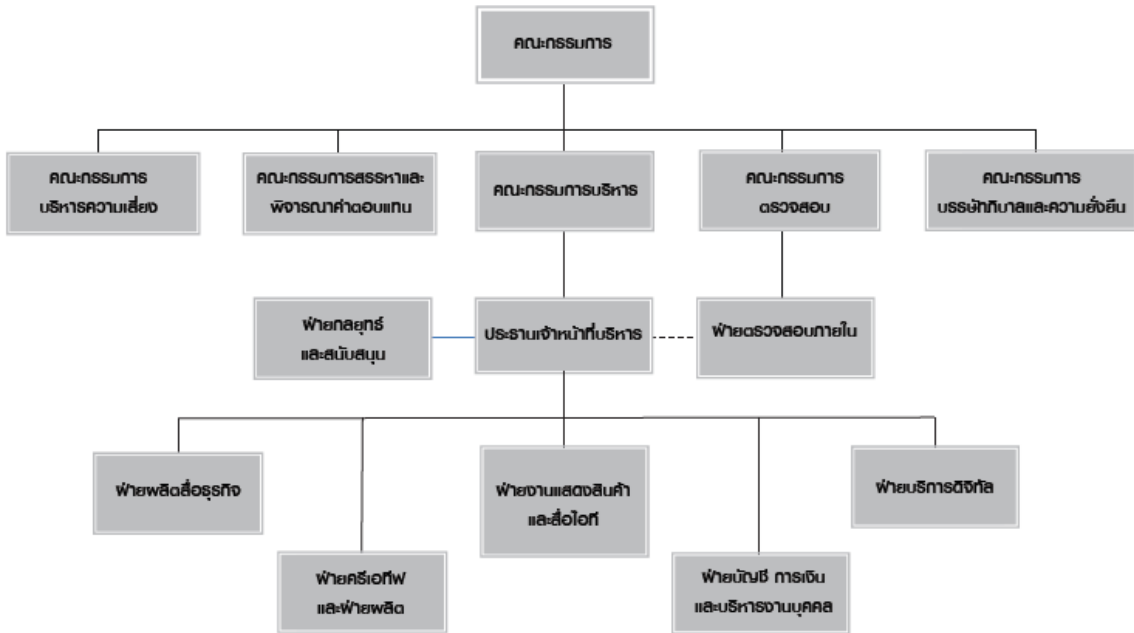 คณะกรรมการ
คณะกรรมการ
บริหารความเสี่ยง
คณะกรรมการสรรหาและ
พิจารณาค่าตอบแทน
คณะกรรมการบริหาร
คณะกรรมการ
ตรวจสอบ
คณะกรรมการ
บรรษัทภิบาลและความยั่งยืน
ฝ่ายกลยุทธ์
และสนับสนุน
ประธานเจ้าหน้าที่บริหาร
ฝ่ายตรวจสอบภายใน
ฝ่ายผลิตสื่อธุรกิจ
ฝ่ายงานแสดงสินค้า
และสื่อไอที
ฝ่ายบริการดิจิทัล
ฝ่ายครีเอทีฟ
และฝ่ายผลิต
ฝ่ายบัญชี การเงิน
และบริหารงานบุคคล